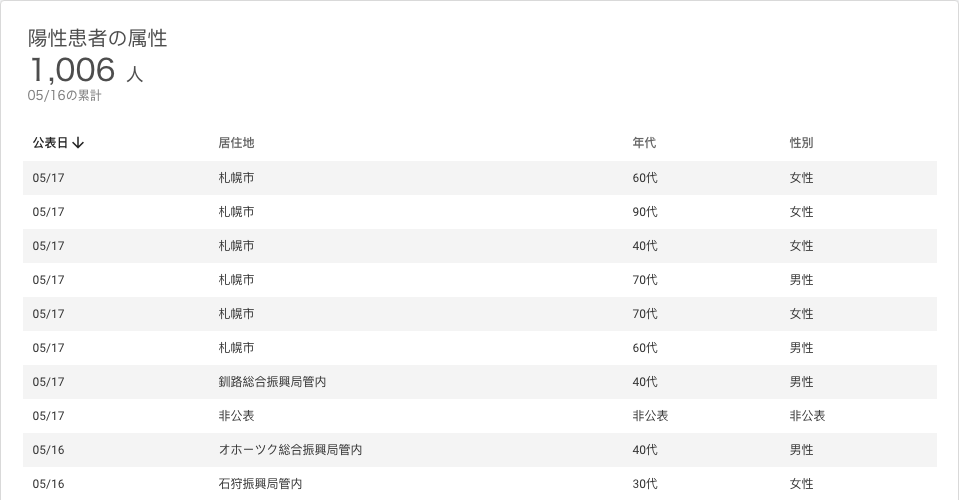 陽性患者の属性
1,006 人
05/16の累計
公表日 居住地 年代 性別
05/17 札幌市 60代 女性
05/17 札幌市 90代 女性
05/17 札幌市 40代 女性
05/17 札幌市 70代 男性
05/17 札幌市 70代 女性
05/17 札幌市 60代 男性
05/17 釧路総合振興局管内 40代 男性
05/17 非公表 非公表 非公表
05/16 オホーツク総合振興局管内 40代 男性
05/16 石狩振興局管内 30代 女性